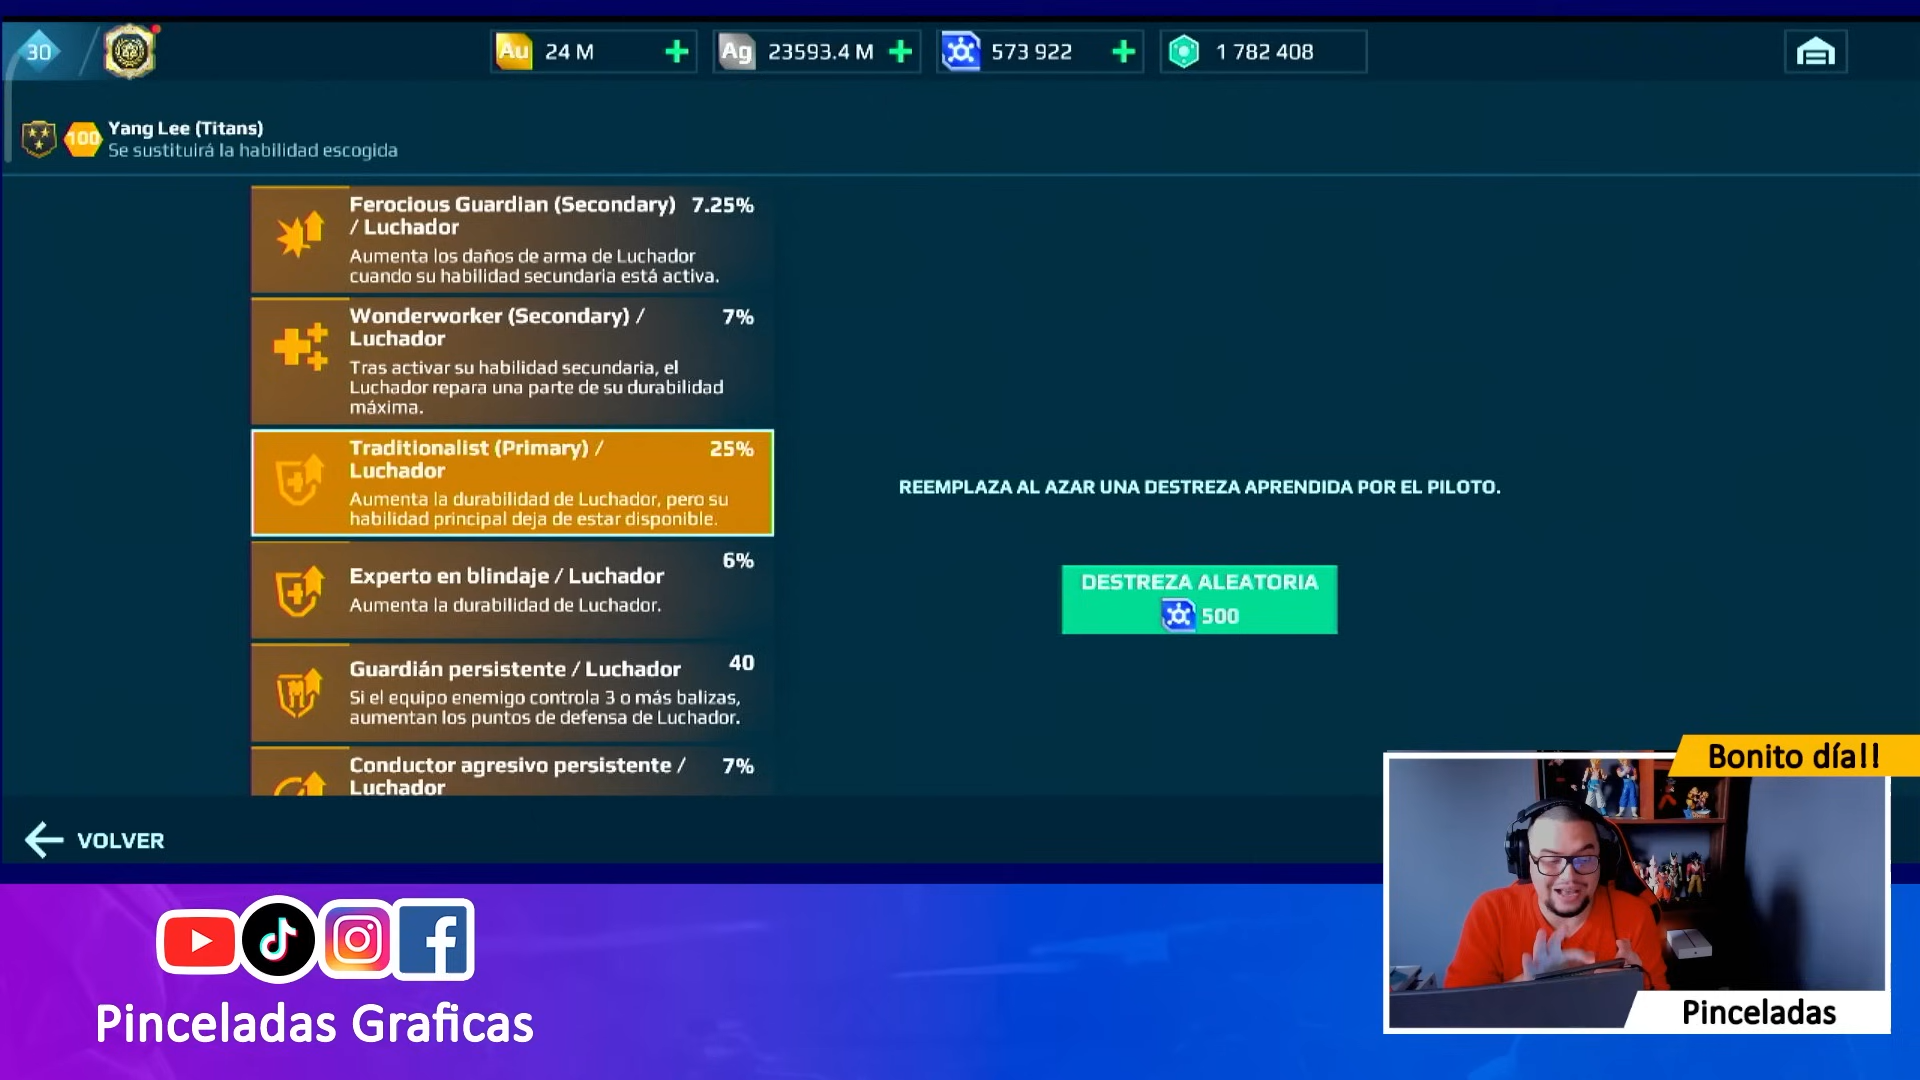 30
Au 24 M
Ag 23593.4 M
573 922
1 782 408
100
Yang Lee (Titans)
Se sustituirá la habilidad escogida
Ferocious Guardian (Secondary) 7.25%
/ Luchador
Aumenta los daños de arma de Luchador
cuando su habilidad secundaria está activa.
Wonderworker (Secondary) / 7%
Luchador
Tras activar su habilidad secundaria, el
Luchador repara una parte de su durabilidad
máxima.
Traditionalist (Primary) / 25%
Luchador
Aumenta la durabilidad de Luchador, pero su
habilidad principal deja de estar disponible.
6%
Experto en blindaje / Luchador
Aumenta la durabilidad de Luchador.
Guardián persistente / Luchador 40
Si el equipo enemigo controla 3 o más balizas,
aumentan los puntos de defensa de Luchador.
Conductor agresivo persistente / 7%
Luchador
REEMPLAZA AL AZAR UNA DESTREZA APRENDIDA POR EL PILOTO.
DESTREZA ALEATORIA
500
VOLVER
Bonito día!!
Pinceladas
Pinceladas Graficas